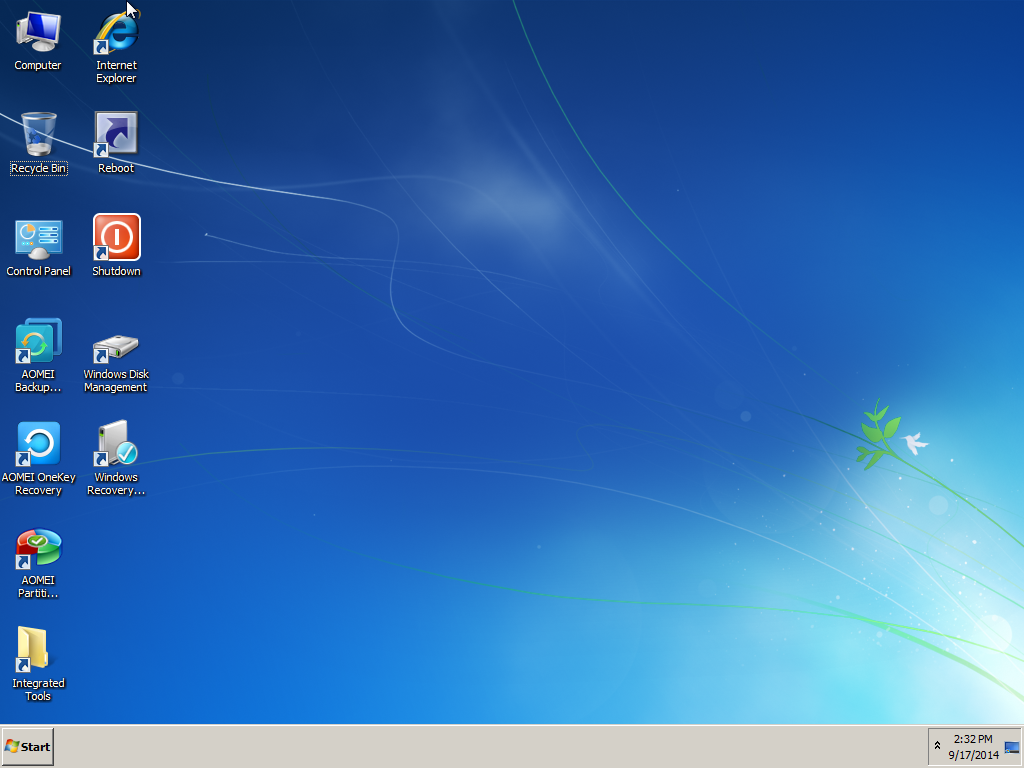 Computer
Internet
Explorer
Recycle Bin
Reboot
Control Panel
Shutdown
AOMEI
Backup...
Windows Disk
Management
AOMEI OneKey
Recovery
Windows
Recovery...
AOMEI
Partiti...
Integrated
Tools
Start
2:32 PM
9/17/2014